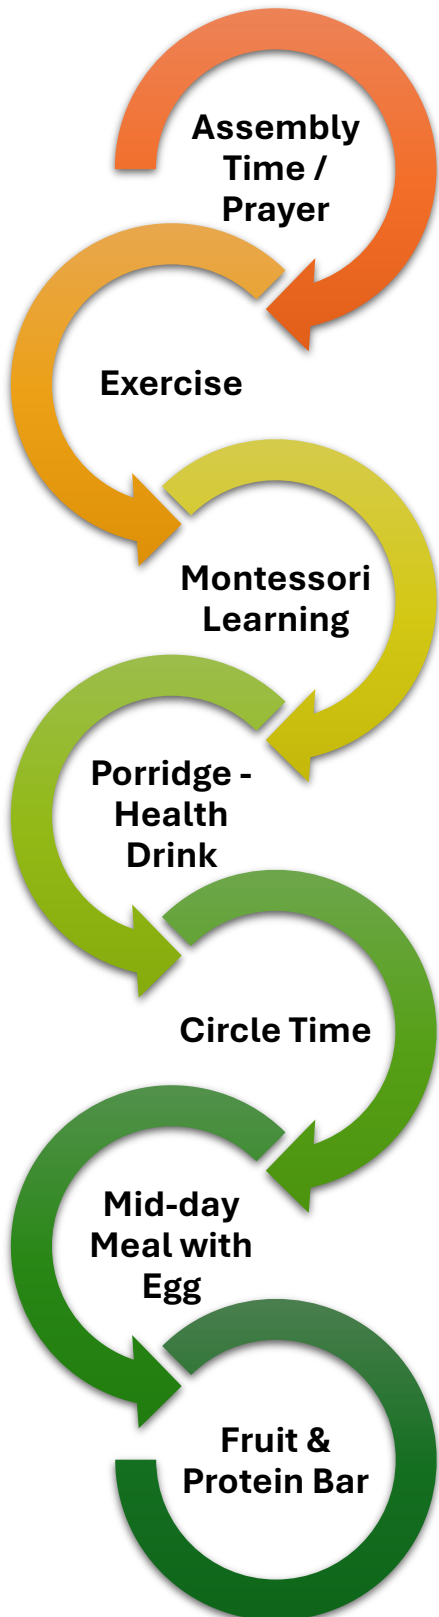 Assembly
Time /
Prayer
Exercise
Montessori
Learning
Porridge -
Health
Drink
Circle Time
Mid-day
Meal with
Egg
Fruit &
Protein Bar